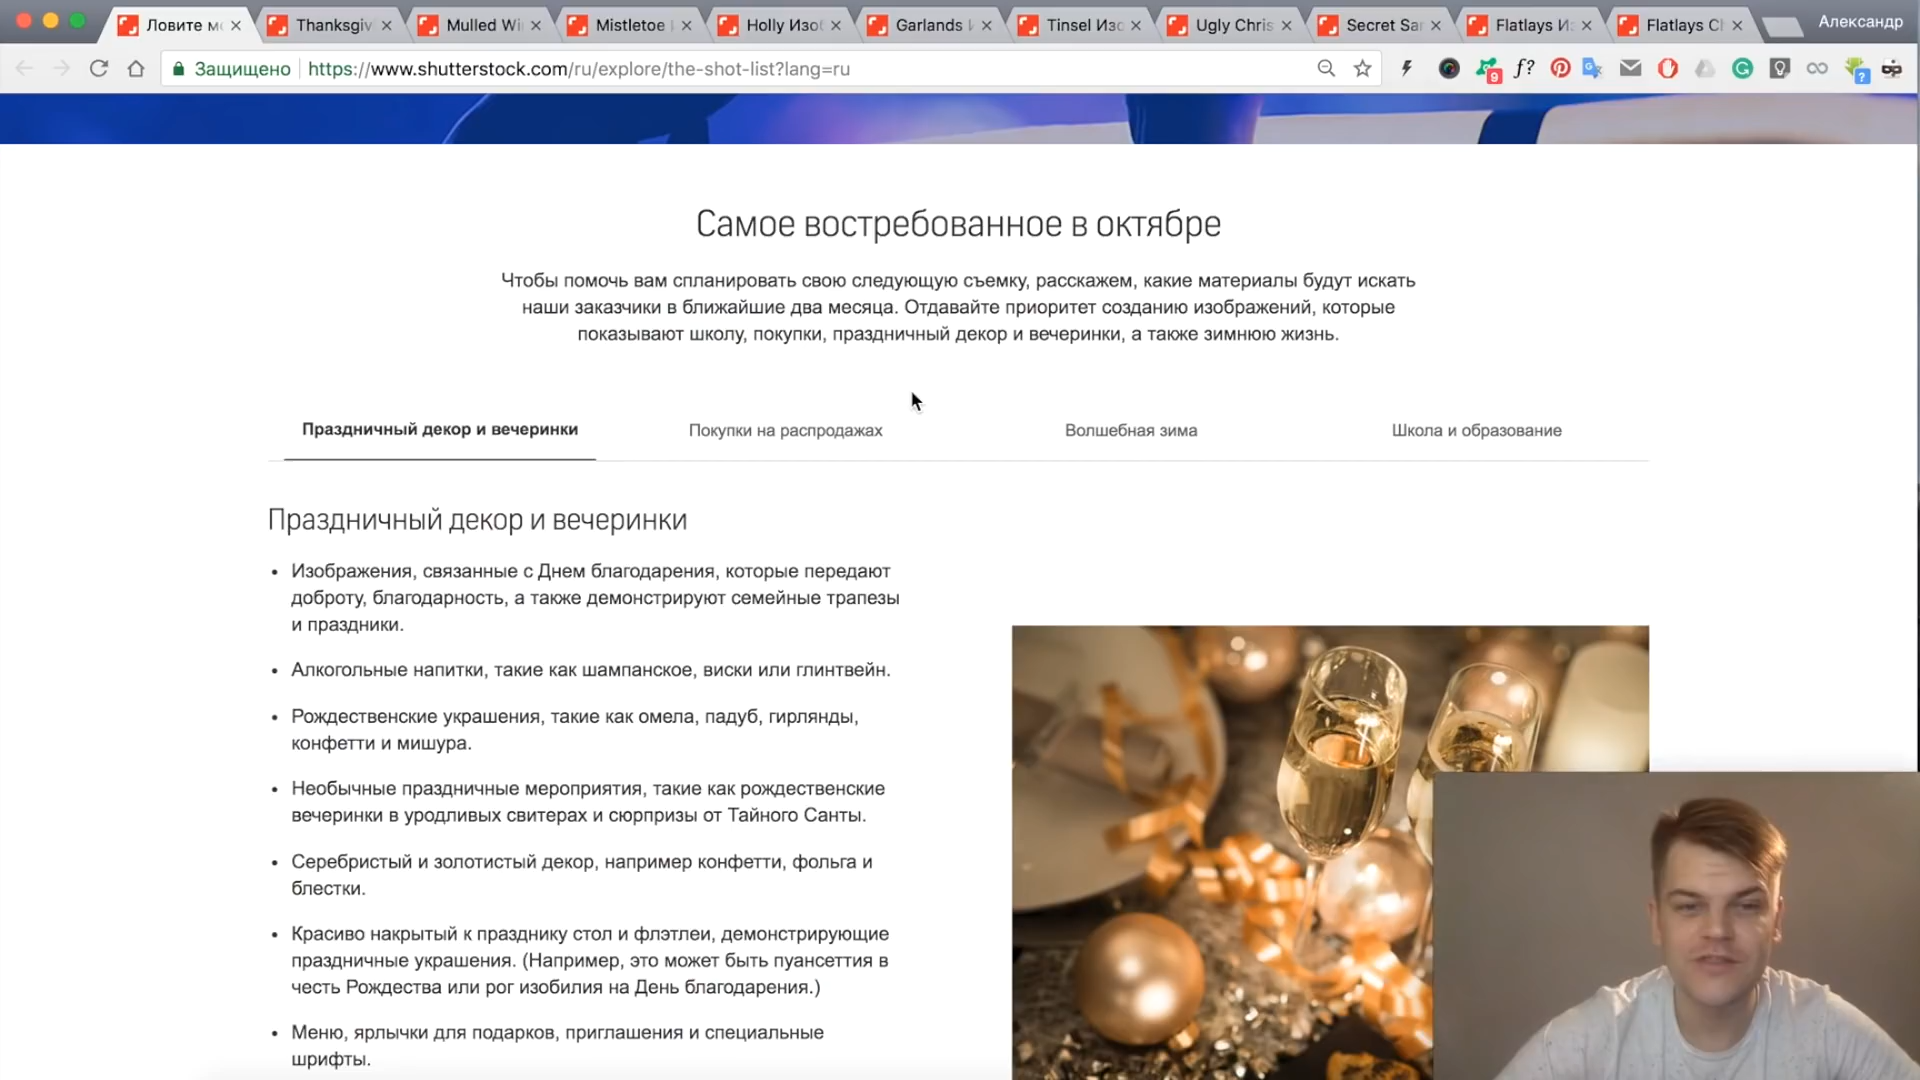 Ловите м
Thanksgiv
Mulled Wi
Mistletoe
Holly Изоб
Garlands И
Tinsel Изо
Ugly Chris
Secret San
Flatlays И
Flatlays Ch
Александр
Защищено
https://www.shutterstock.com/ru/explore/the-shot-list?lang=ru
9
f?
?
Самое востребованное в октябре
Чтобы помочь вам спланировать свою следующую съемку, расскажем, какие материалы будут искать
наши заказчики в ближайшие два месяца. Отдавайте приоритет созданию изображений, которые
показывают школу, покупки, праздничный декор и вечеринки, а также зимнюю жизнь.
Праздничный декор и вечеринки
Покупки на распродажах
Волшебная зима
Школа и образование
Праздничный декор и вечеринки
• Изображения, связанные с Днем благодарения, которые передают
доброту, благодарность, а также демонстрируют семейные трапезы
и праздники.
• Алкогольные напитки, такие как шампанское, виски или глинтвейн.
• Рождественские украшения, такие как омела, падуб, гирлянды,
конфетти и мишура.
• Необычные праздничные мероприятия, такие как рождественские
вечеринки в уродливых свитерах и сюрпризы от Тайного Санты.
• Серебристый и золотистый декор, например конфетти, фольга и
блестки.
• Красиво накрытый к празднику стол и флэтлеи, демонстрирующие
праздничные украшения. (Например, это может быть пуансеттия в
честь Рождества или рог изобилия на День благодарения.)
• Меню, ярлычки для подарков, приглашения и специальные
шрифты.